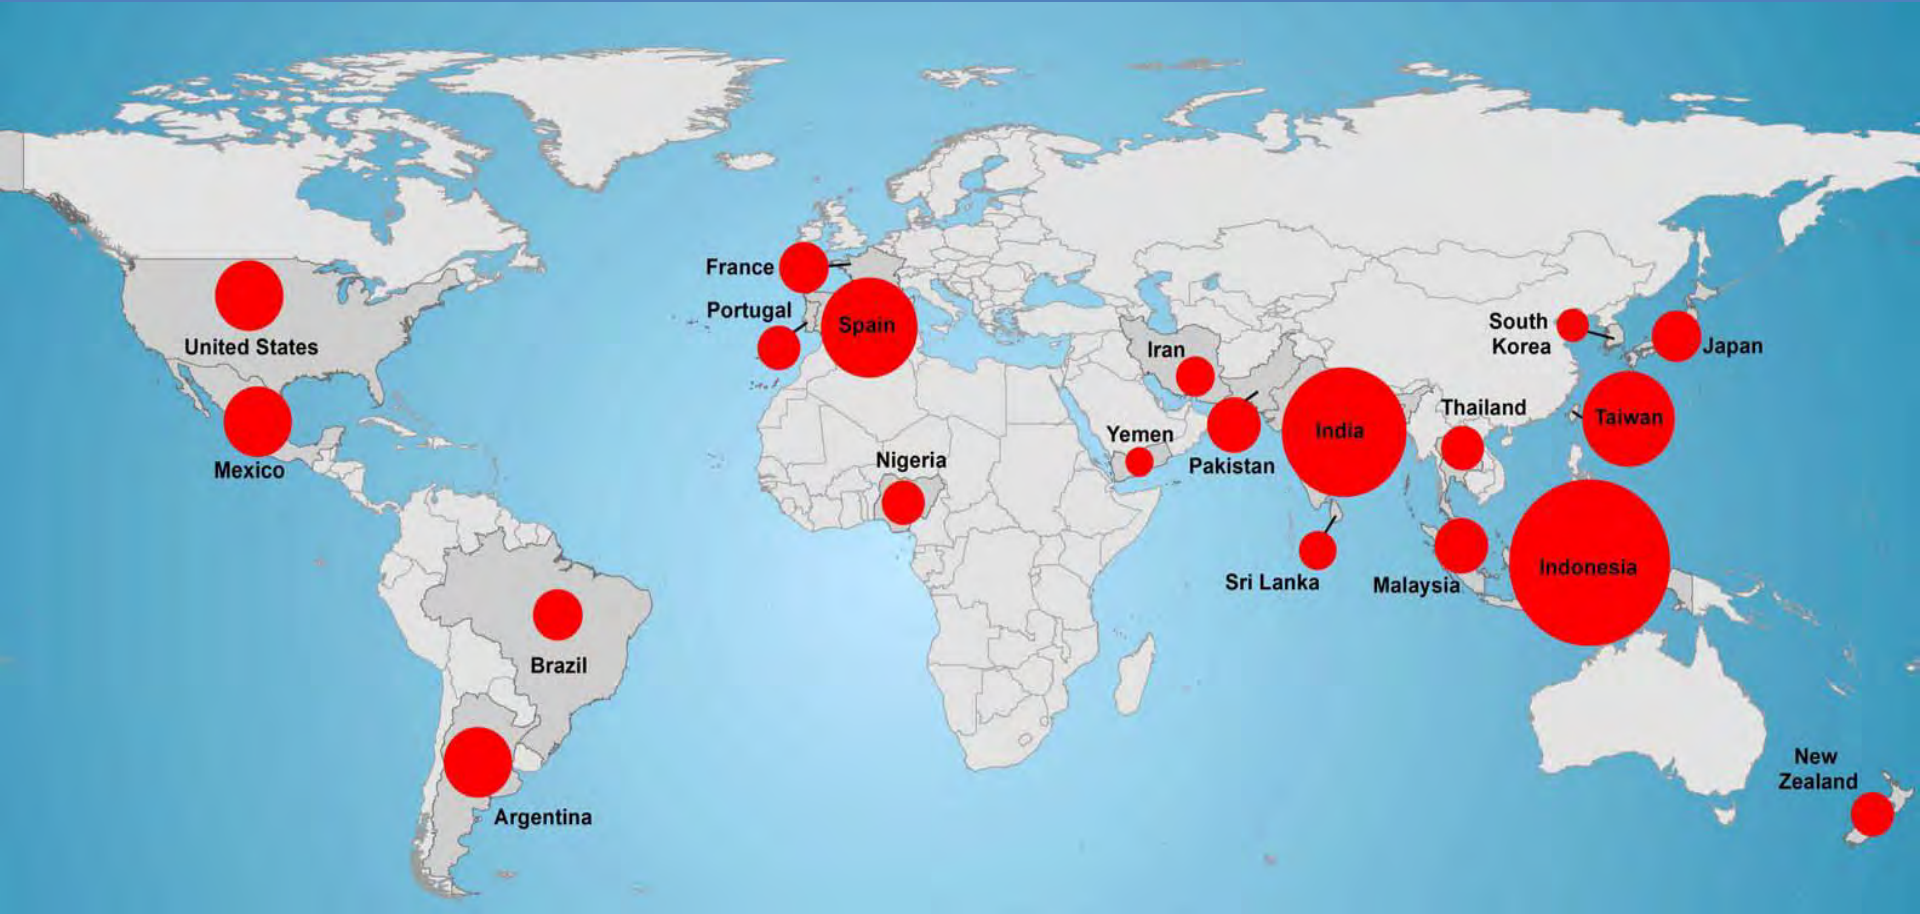 France
Portugal
Spain
United States
Mexico
Iran
South
Korea
Japan
Thailand
Taiwan
India
Yemen
Pakistan
Nigeria
Sri Lanka
Malaysia
Indonesia
Brazil
Argentina
New
Zealand